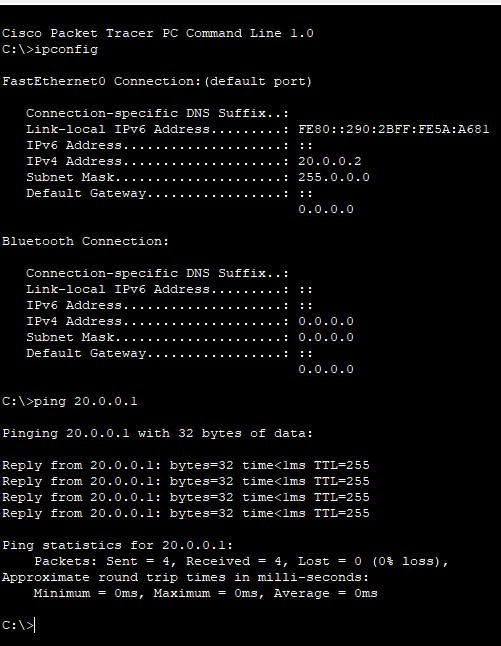 Cisco Packet Tracer PC Command Line 1.0
C:\>ipconfig
FastEthernet0 Connection:(default port)
Connection-specific DNS Suffix..:
Link-local IPv6 Address.........: FE80::290:2BFF:FE5A:A681
IPv6 Address....................: ::
IPv4 Address....................: 20.0.0.2
Subnet Mask.....................: 255.0.0.0
Default Gateway.................: ::
0.0.0.0
Bluetooth Connection:
Connection-specific DNS Suffix..:
Link-local IPv6 Address.........: ::
IPv6 Address....................: ::
IPv4 Address....................: 0.0.0.0
Subnet Mask.....................: 0.0.0.0
Default Gateway.................: ::
0.0.0.0
C:\>ping 20.0.0.1
Pinging 20.0.0.1 with 32 bytes of data:
Reply from 20.0.0.1: bytes=32 time<1ms TTL=255
Reply from 20.0.0.1: bytes=32 time<1ms TTL=255
Reply from 20.0.0.1: bytes=32 time<1ms TTL=255
Reply from 20.0.0.1: bytes=32 time<1ms TTL=255
Ping statistics for 20.0.0.1:
Packets: Sent = 4, Received = 4, Lost = 0 (0% loss),
Approximate round trip times in milli-seconds:
Minimum = 0ms, Maximum = 0ms, Average = 0ms
C:\>